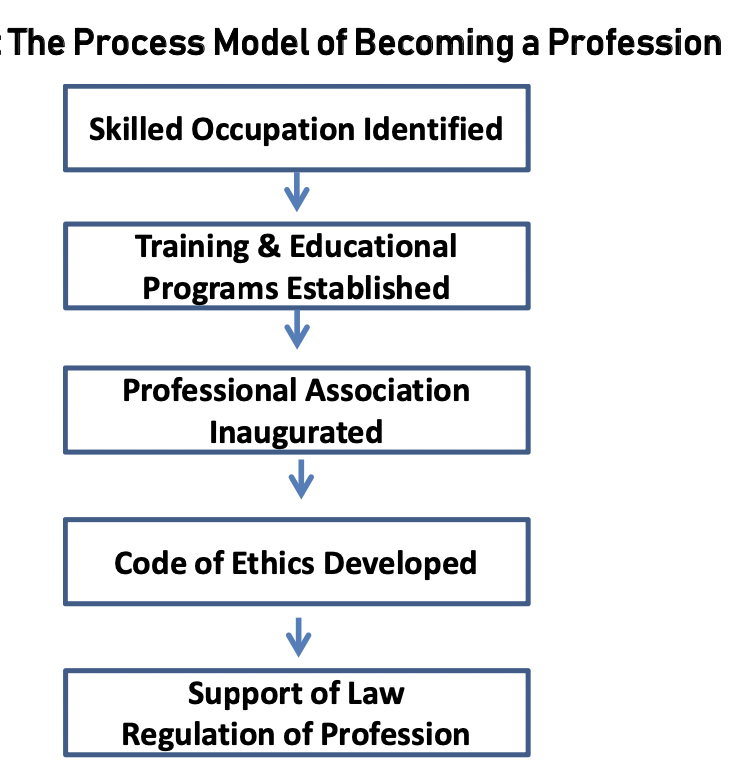 : The Process Model of Becoming a Profession
Skilled Occupation Identified
Training & Educational
Programs Established
Professional Association
Inaugurated
Code of Ethics Developed
Support of Law
Regulation of Profession